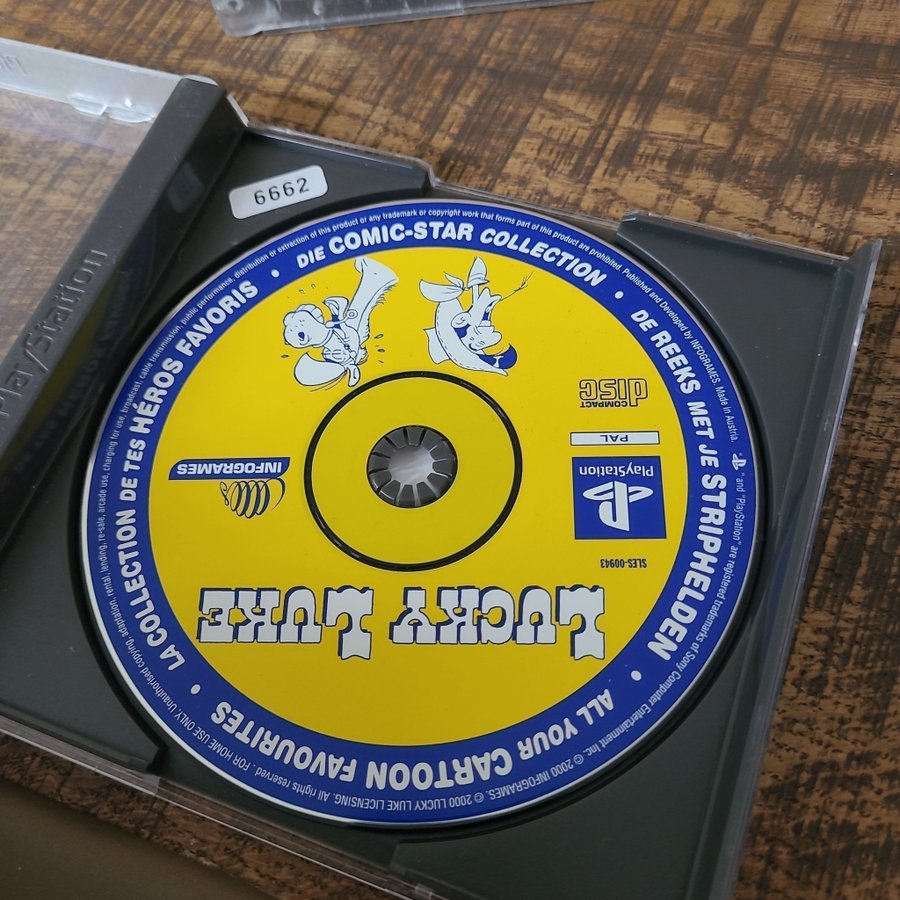 6662
PlayStation
LUCKY LUKE
SLES-00943
PlayStation
PAL
COMPACT
disc
INFOGRAMES
ALL YOUR CARTOON FAVOURITES • LA COLLECTION DE TES HÉROS FAVORIS • DIE COMIC-STAR COLLECTION • DE REEKS MET JE STRIPHELDEN •
© 2000 LUCKY LUKE LICENSING. All rights reserved. FOR HOME USE ONLY. Unauthorised copying, adaptation, rental, lending, re-sale, arcade use, charging for use, broadcast, cable transmission, public performance, distribution or extraction of this product or any trademark or copyright work that forms part of this product are prohibited. Published and Developed by INFOGRAMES. Made in Austria. "PS" and "PlayStation" are registered trademarks of Sony Computer Entertainment Inc. © 2000 INFOGRAMES.